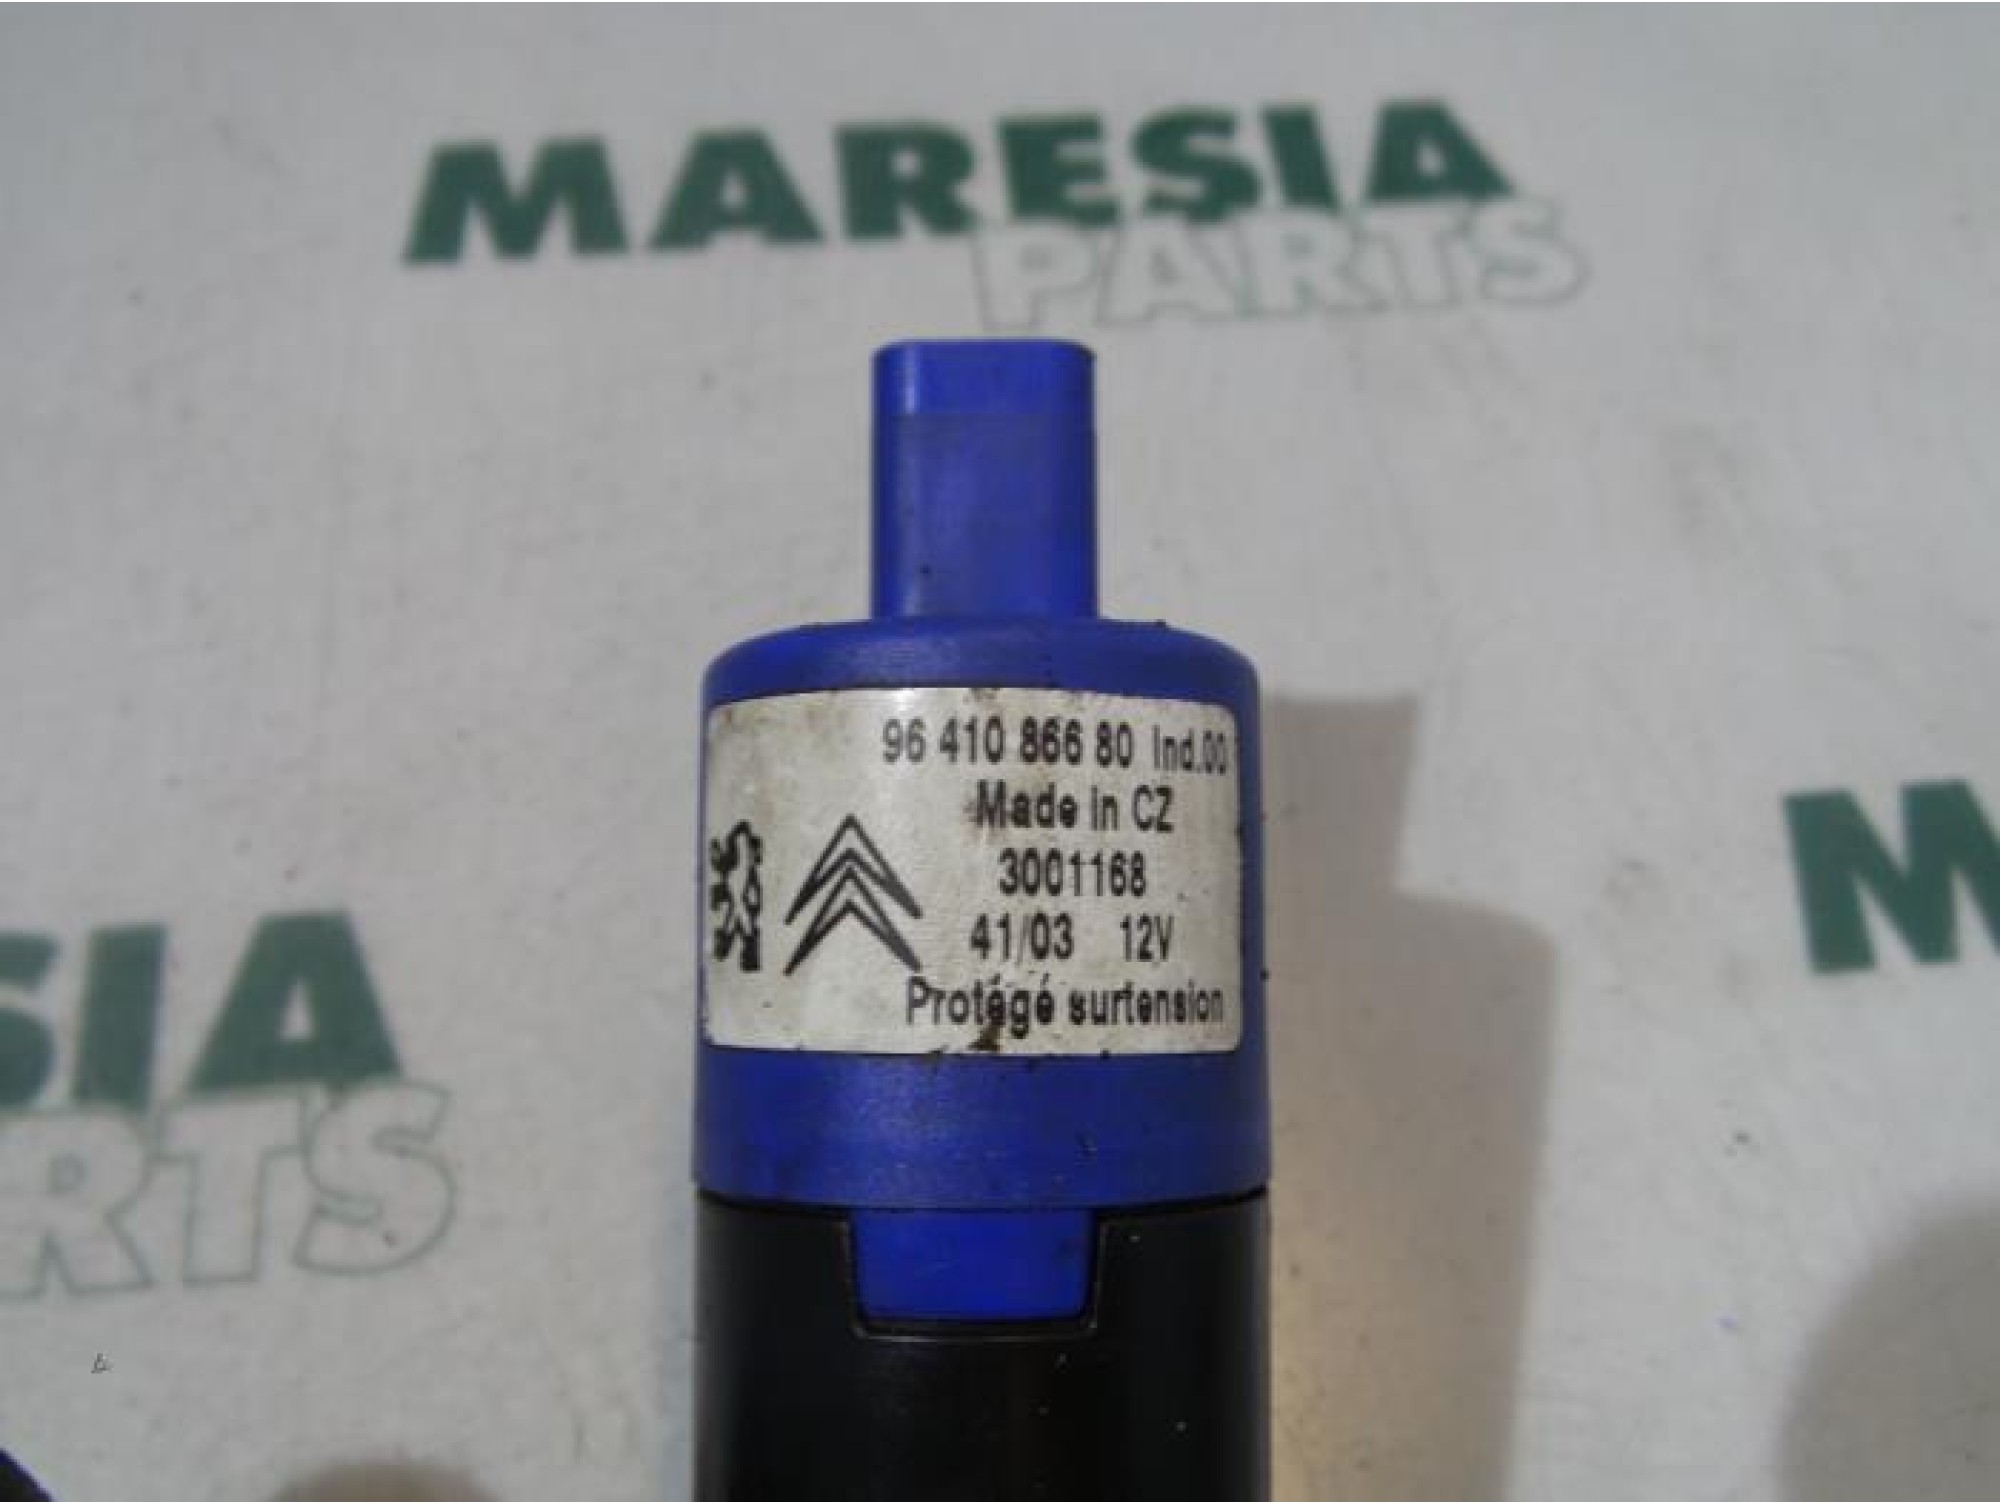 MARESIA
PARTS
96 410 866 80 Ind.00
Made in CZ
3001168
41/03 12V
Protégé surtension
SIA
RTS
M